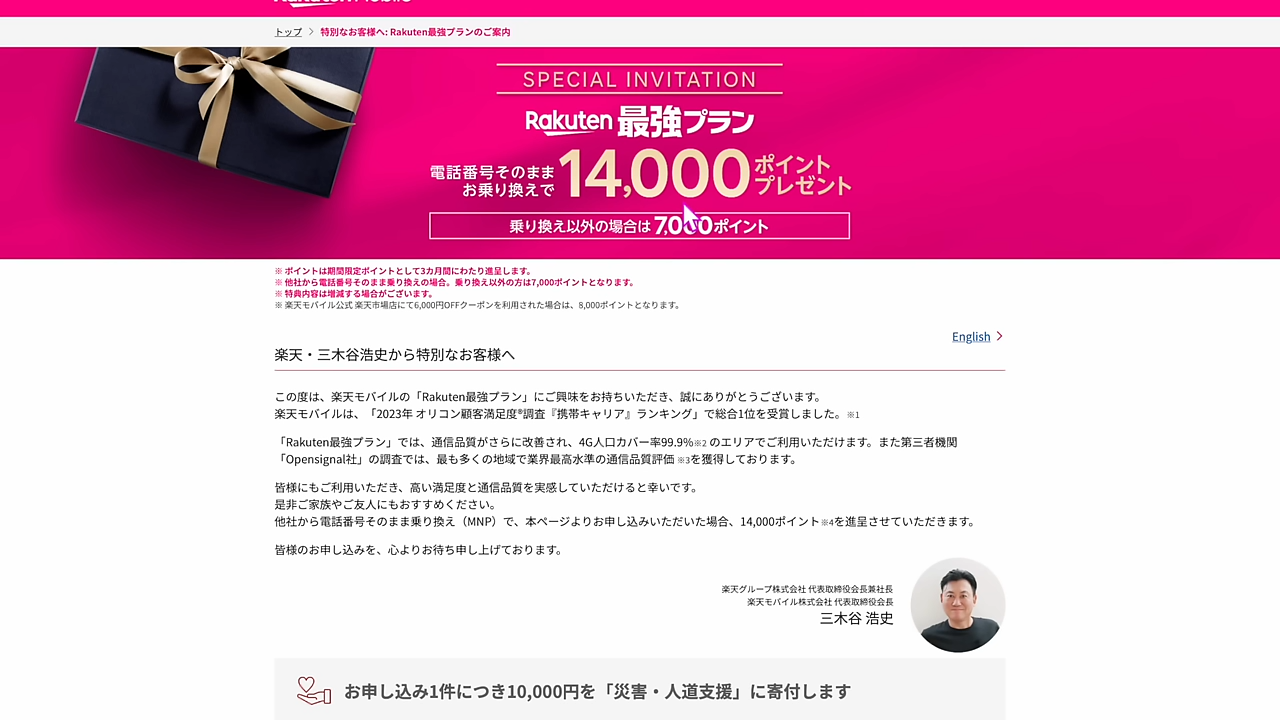 Rakuten Mobile
トップ > 特別なお客様へ: Rakuten最強プランのご案内
SPECIAL INVITATION
Rakuten 最強プラン
電話番号そのまま
お乗り換えで
14,000
ポイント
プレゼント
乗り換え以外の場合は7,000ポイント
※ ポイントは期間限定ポイントとして3カ月間にわたり進呈します。
※ 他社から電話番号そのまま乗り換えの場合。乗り換え以外の方は7,000ポイントとなります。
※ 特典内容は増減する場合がございます。
※ 楽天モバイル公式 楽天市場店にて6,000円OFFクーポンを利用された場合は、8,000ポイントとなります。
English
楽天・三木谷浩史から特別なお客様へ
この度は、楽天モバイルの「Rakuten最強プラン」にご興味をお持ちいただき、誠にありがとうございます。
楽天モバイルは、「2023年 オリコン顧客満足度®調査『携帯キャリア』ランキング」で総合1位を受賞しました。※1
「Rakuten最強プラン」では、通信品質がさらに改善され、4G人口カバー率99.9%※2 のエリアでご利用いただけます。また第三者機関
「Opensignal社」の調査では、最も多くの地域で業界最高水準の通信品質評価 ※3を獲得しております。
皆様にもご利用いただき、高い満足度と通信品質を実感していただけると幸いです。
是非ご家族やご友人にもおすすめください。
他社から電話番号そのまま乗り換え（MNP）で、本ページよりお申し込みいただいた場合、14,000ポイント※4を進呈させていただきます。
皆様のお申し込みを、心よりお待ち申し上げております。
楽天グループ株式会社 代表取締役会長兼社長
楽天モバイル株式会社 代表取締役会長
三木谷 浩史
お申し込み1件につき10,000円を「災害・人道支援」に寄付します